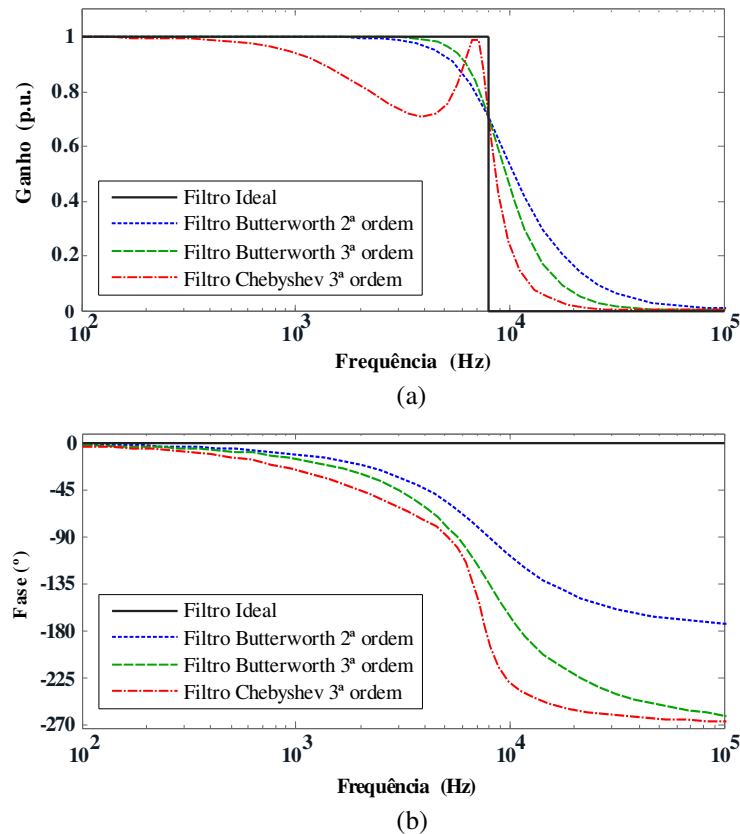 1
0.8
0.6
0.4
0.2
0
Ganho (p.u.)
Filtro Ideal
Filtro Butterworth 2ª ordem
Filtro Butterworth 3ª ordem
Filtro Chebyshev 3ª ordem
10² 10³ 10⁴ 10⁵
Frequência (Hz)
(a)
0
-45
-90
-135
-180
-225
-270
Fase (º)
Filtro Ideal
Filtro Butterworth 2ª ordem
Filtro Butterworth 3ª ordem
Filtro Chebyshev 3ª ordem
10² 10³ 10⁴ 10⁵
Frequência (Hz)
(b)